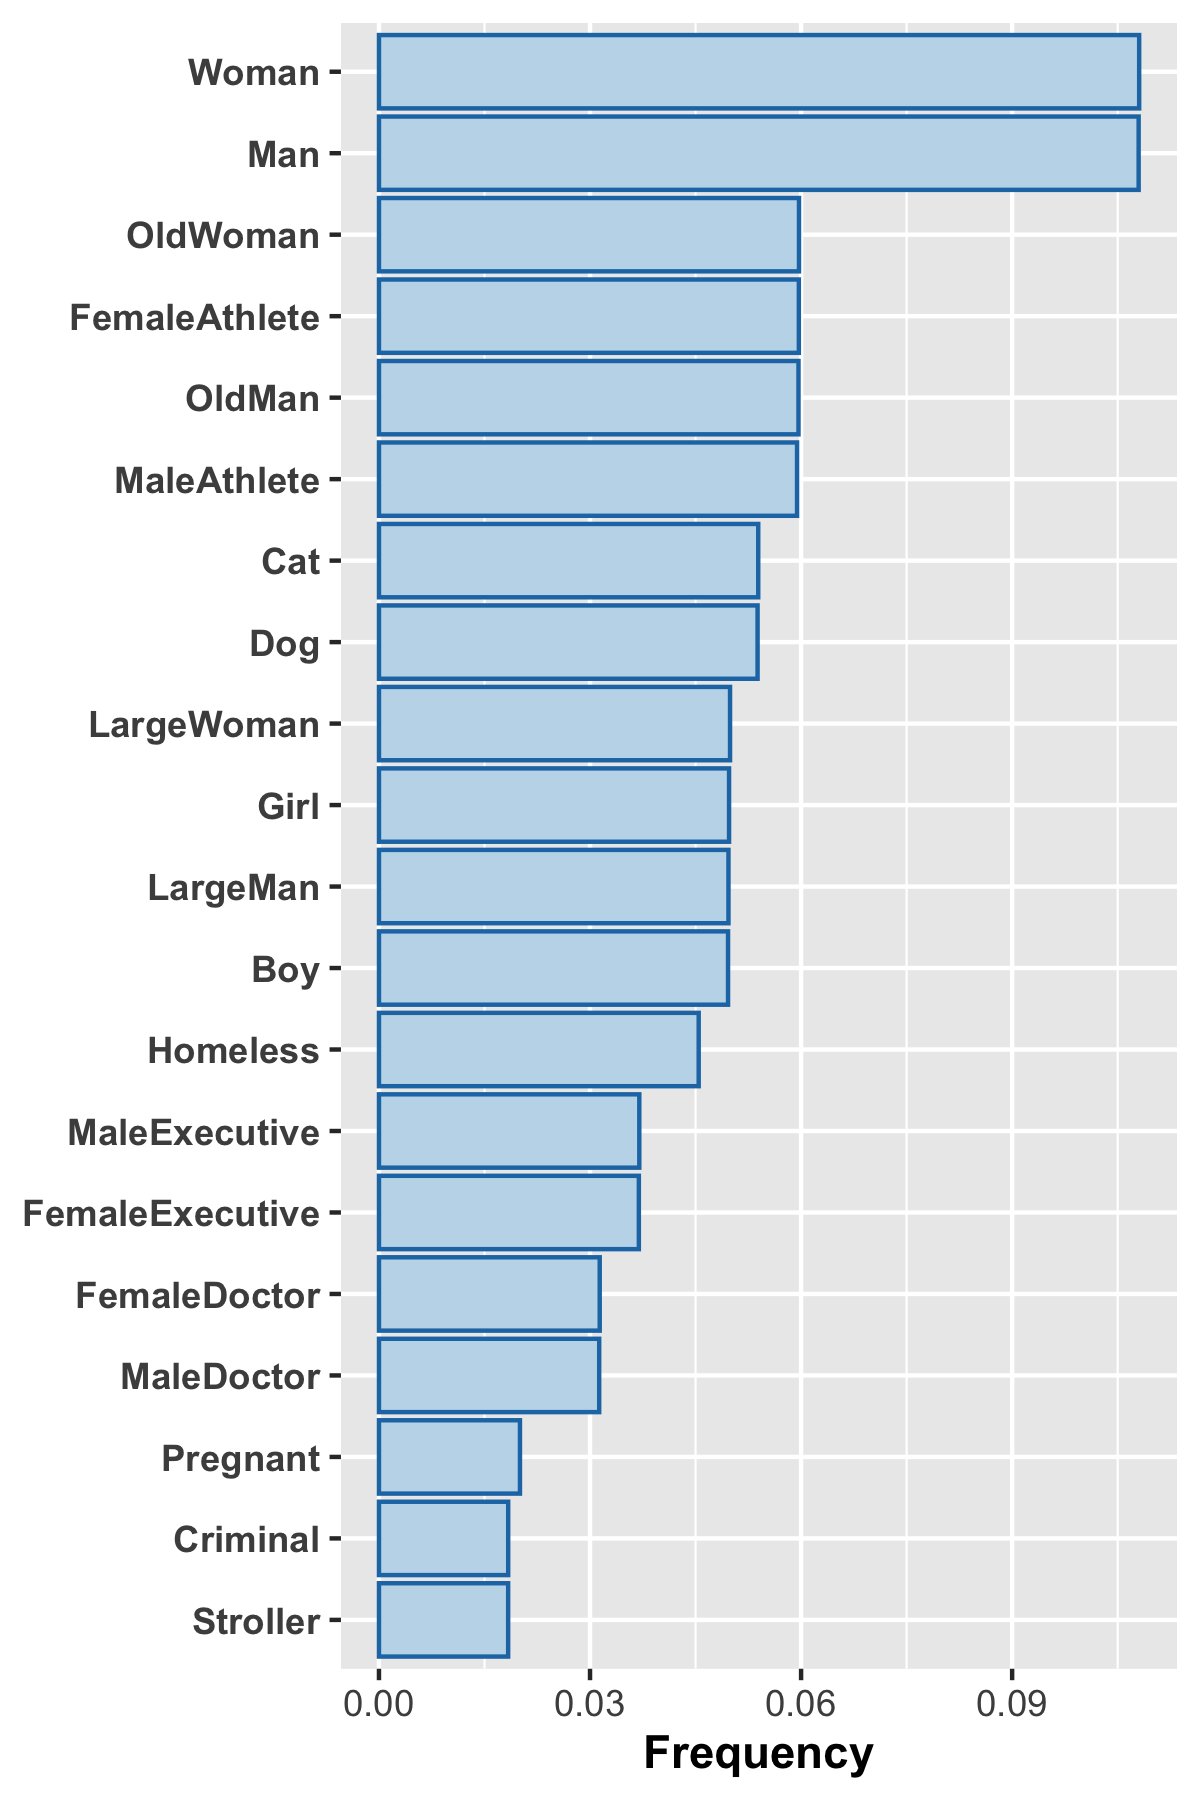 Woman
Man
OldWoman
FemaleAthlete
OldMan
MaleAthlete
Cat
Dog
LargeWoman
Girl
LargeMan
Boy
Homeless
MaleExecutive
FemaleExecutive
FemaleDoctor
MaleDoctor
Pregnant
Criminal
Stroller
0.00 0.03 0.06 0.09
Frequency